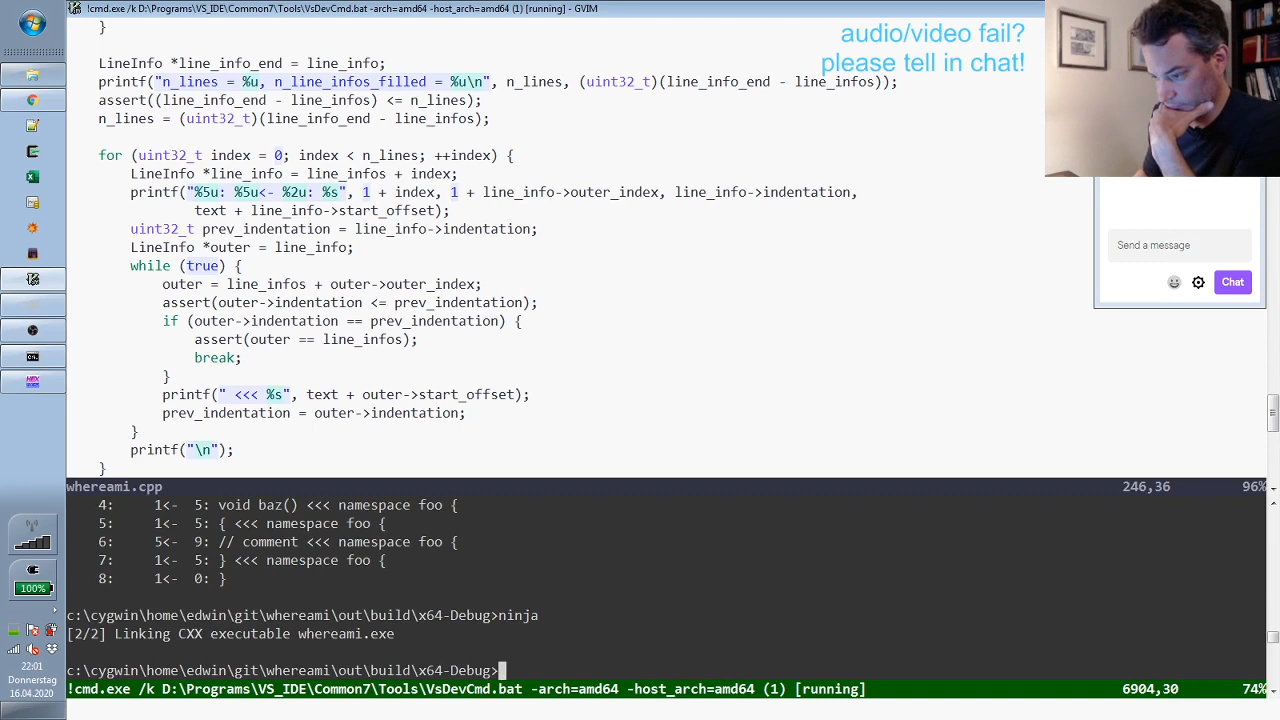 !cmd.exe /k D:\Programs\VS_IDE\Common7\Tools\VsDevCmd.bat -arch=amd64 -host_arch=amd64 (1) [running] - GVIM
audio/video fail?
please tell in chat!
}
LineInfo *line_info_end = line_info;
printf("n_lines = %u, n_line_infos_filled = %u\n", n_lines, (uint32_t)(line_info_end - line_infos));
assert((line_info_end - line_infos) <= n_lines);
n_lines = (uint32_t)(line_info_end - line_infos);
for (uint32_t index = 0; index < n_lines; ++index) {
LineInfo *line_info = line_infos + index;
printf("%5u: %5u<- %2u: %s", 1 + index, 1 + line_info->outer_index, line_info->indentation,
text + line_info->start_offset);
uint32_t prev_indentation = line_info->indentation;
LineInfo *outer = line_info;
while (true) {
outer = line_infos + outer->outer_index;
assert(outer->indentation <= prev_indentation);
if (outer->indentation == prev_indentation) {
assert(outer == line_infos);
break;
}
printf(" <<< %s", text + outer->start_offset);
prev_indentation = outer->indentation;
}
printf("\n");
}
Send a message
Chat
whereami.cpp 246,36 96%
4: 1<- 5: void baz() <<< namespace foo {
5: 1<- 5: { <<< namespace foo {
6: 5<- 9: // comment <<< namespace foo {
7: 1<- 5: } <<< namespace foo {
8: 1<- 0: }
c:\cygwin\home\edwin\git\whereami\out\build\x64-Debug>ninja
[2/2] Linking CXX executable whereami.exe
c:\cygwin\home\edwin\git\whereami\out\build\x64-Debug>
!cmd.exe /k D:\Programs\VS_IDE\Common7\Tools\VsDevCmd.bat -arch=amd64 -host_arch=amd64 (1) [running] 6904,30 74%
HEX
100%
22:01
Donnerstag
16.04.2020